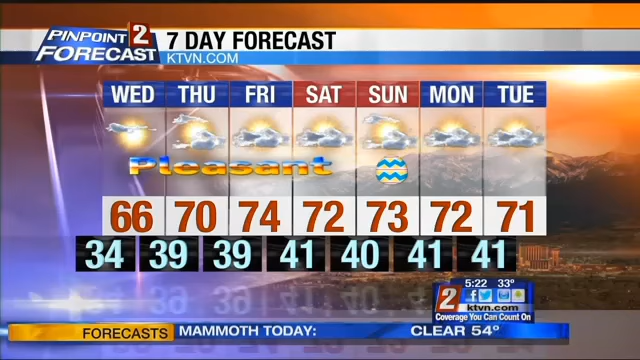 PINPOINT 2
FORECAST
7 DAY FORECAST
KTVN.COM
WED THU FRI SAT SUN MON TUE
Pleasant
66 70 74 72 73 72 71
34 39 39 41 40 41 41
5:22 33°
2
ktvn.com
Coverage You Can Count On
FORECASTS MAMMOTH TODAY: CLEAR 54°